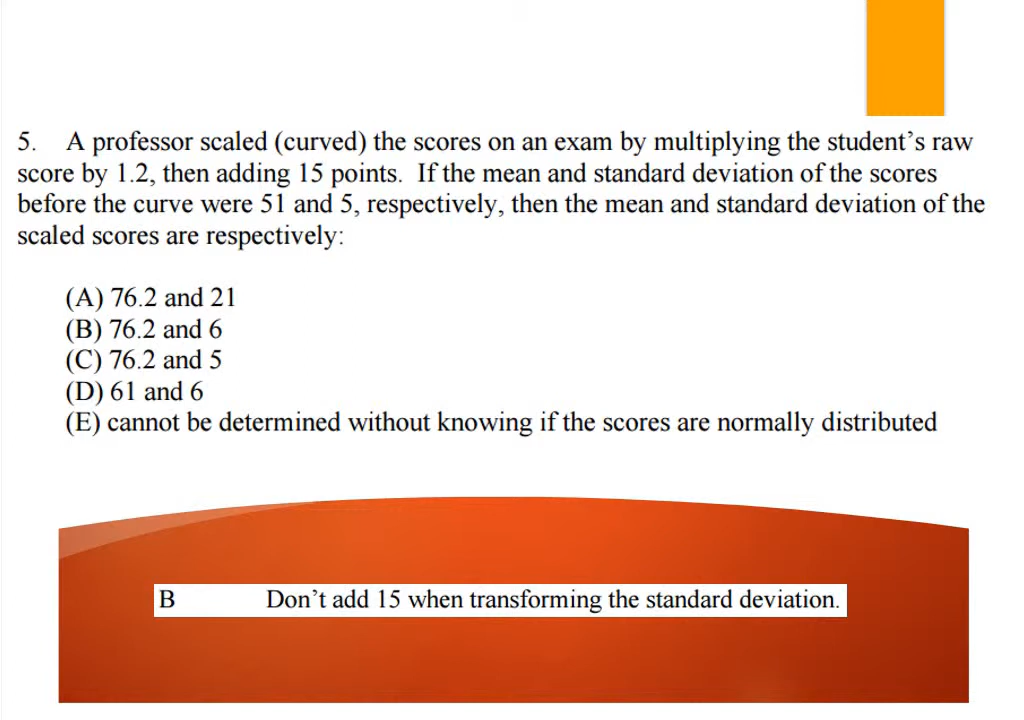 5. A professor scaled (curved) the scores on an exam by multiplying the student's raw
score by 1.2, then adding 15 points. If the mean and standard deviation of the scores
before the curve were 51 and 5, respectively, then the mean and standard deviation of the
scaled scores are respectively:
(A) 76.2 and 21
(B) 76.2 and 6
(C) 76.2 and 5
(D) 61 and 6
(E) cannot be determined without knowing if the scores are normally distributed
B Don't add 15 when transforming the standard deviation.